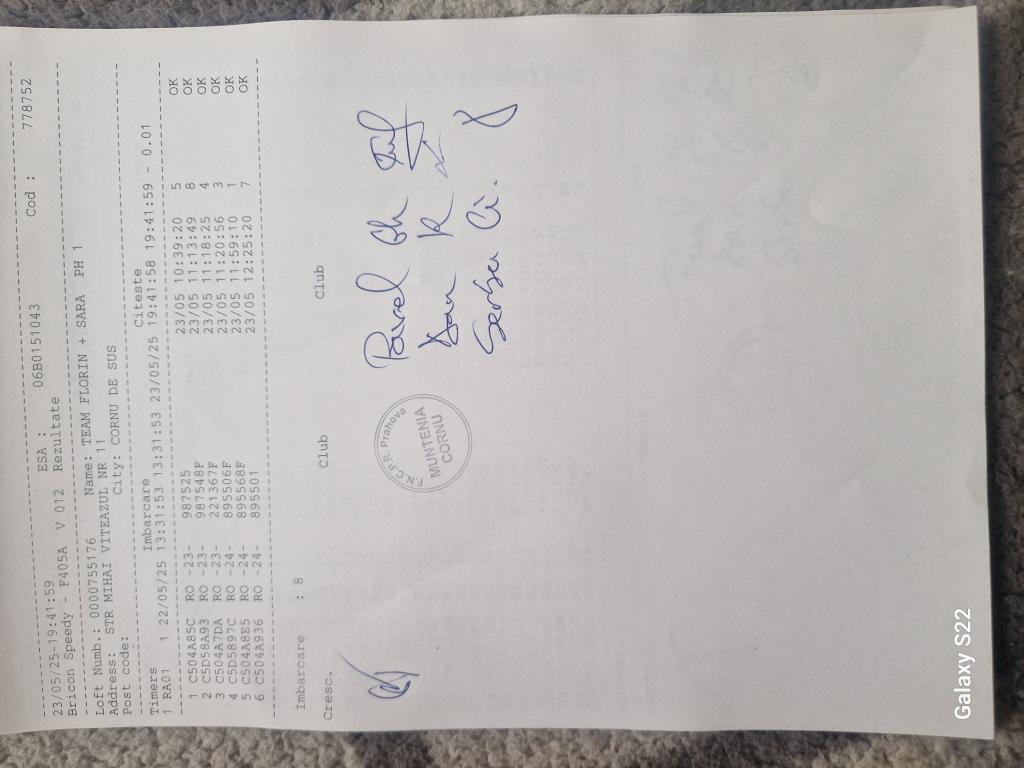 23/05/25-19:41:59 ESA : 06B0151043 Cod : 778752
Bricon Speedy - F405A V 012 Rezultate
Loft Numb.: 0000755176 Name: TEAM FLORIN + SARA PH 1
Address: STR MIHAI VITEAZUL NR 11
Post code: City: CORNU DE SUS
Timers Imbarcare Citeste
1 RA01 1 22/05/25 13:31:53 13:31:53 23/05/25 19:41:58 19:41:59 - 0.01
1 C504A85C RO -23- 987525 23/05 10:39:20 5 OK
2 C5D58A93 RO -23- 987548F 23/05 11:13:49 8 OK
3 C504A7DA RO -23- 221367F 23/05 11:18:25 4 OK
4 C5D5897C RO -24- 895506F 23/05 11:20:56 3 OK
5 C504A8E5 RO -24- 895568F 23/05 11:59:10 1 OK
6 C504A936 RO -24- 895501 23/05 12:25:20 7 OK
Imbarcare : 8
Cresc. Club Club
F.N.C.P.R. Prahova
MUNTENIA
CORNU
Pavel Gh
Dan R
Serban Ci.
Galaxy S22